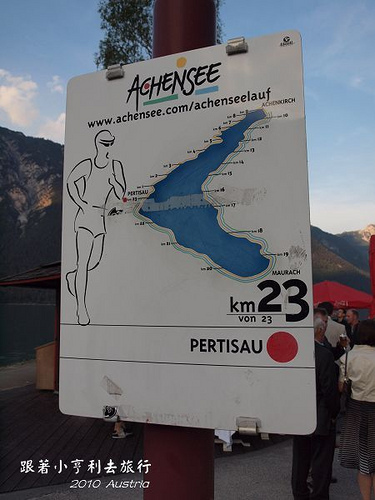 ACHENSEE
www.achensee.com/achenseelauf
ACHENKIRCH
PERTISAU
MAURACH
km 23
von 23
PERTISAU
跟著小亨利去旅行
2010 Austria